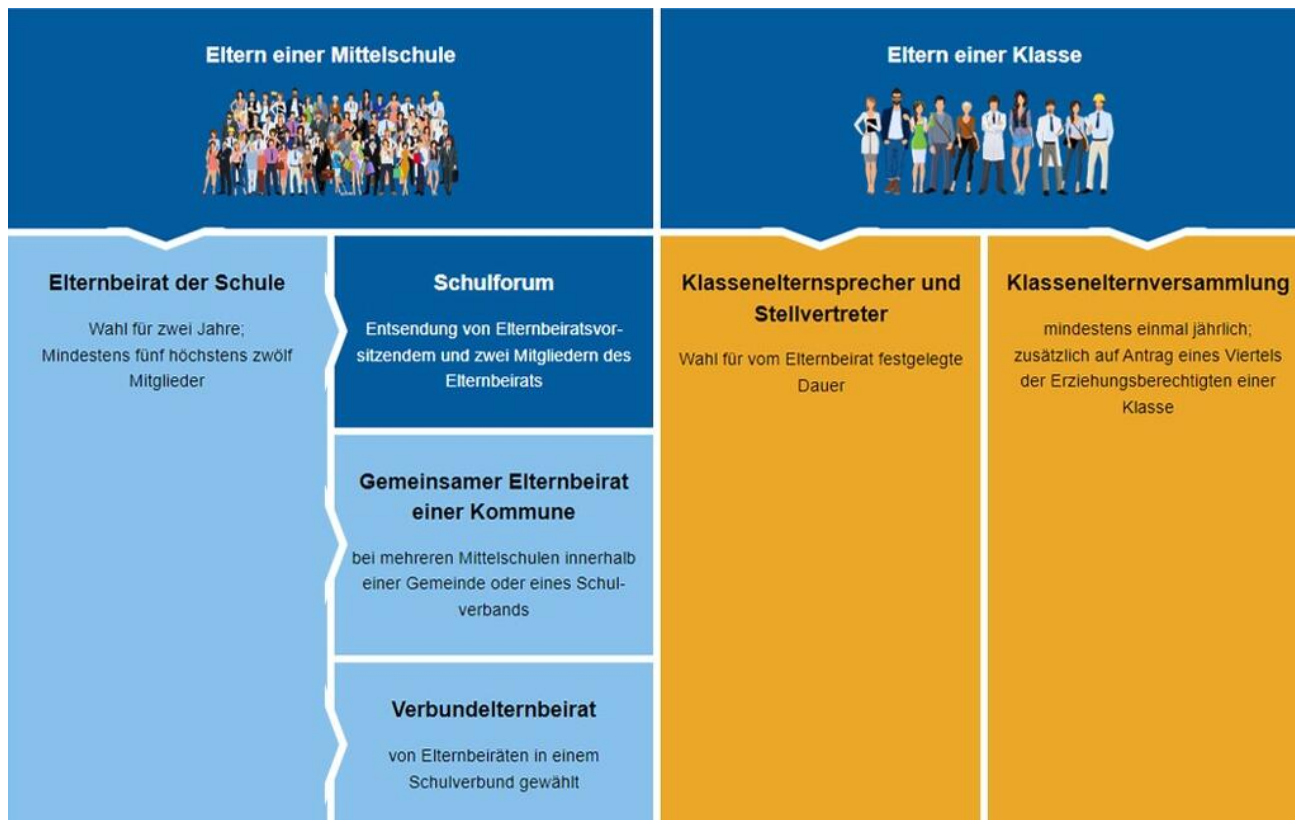 Eltern einer Mittelschule
Eltern einer Klasse
Elternbeirat der Schule
Wahl für zwei Jahre;
Mindestens fünf höchstens zwölf
Mitglieder
Schulforum
Entsendung von Elternbeiratsvor-
sitzendem und zwei Mitgliedern des
Elternbeirats
Gemeinsamer Elternbeirat
einer Kommune
bei mehreren Mittelschulen innerhalb
einer Gemeinde oder eines Schul-
verbands
Verbundelternbeirat
von Elternbeiräten in einem
Schulverbund gewählt
Klassenelternsprecher und
Stellvertreter
Wahl für vom Elternbeirat festgelegte
Dauer
Klassenelternversammlung
mindestens einmal jährlich;
zusätzlich auf Antrag eines Viertels
der Erziehungsberechtigten einer
Klasse